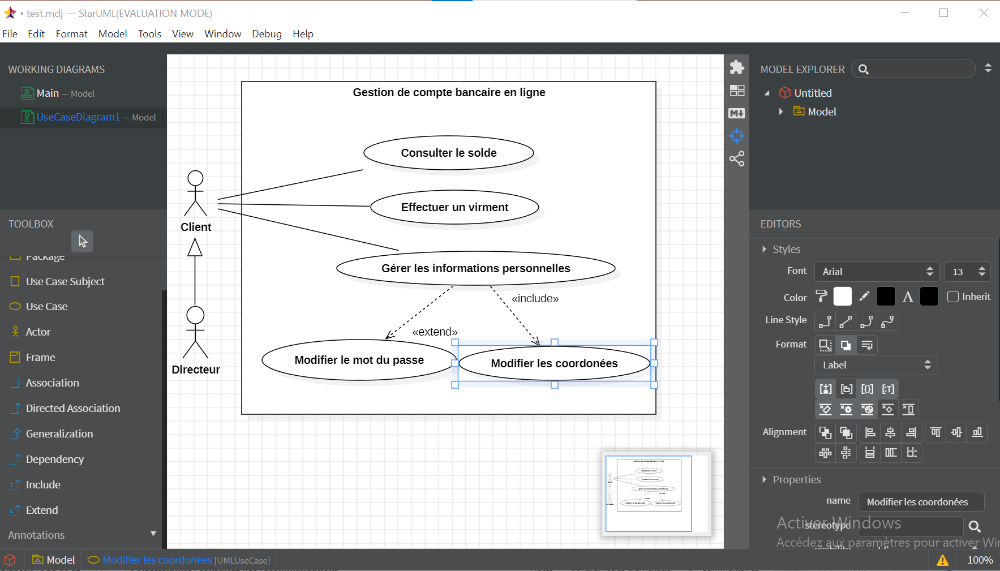 • test.mdj — StarUML(EVALUATION MODE)
File Edit Format Model Tools View Window Debug Help
WORKING DIAGRAMS
Main — Model
UseCaseDiagram1 — Model
TOOLBOX
Package
Use Case Subject
Use Case
Actor
Frame
Association
Directed Association
Generalization
Dependency
Include
Extend
Annotations
Gestion de compte bancaire en ligne
Consulter le solde
Effectuer un virment
Client
Gérer les informations personnelles
«include»
«extend»
Modifier le mot du passe
Modifier les coordonées
Directeur
MODEL EXPLORER
Untitled
Model
EDITORS
Styles
Font Arial 13
Color A Inherit
Line Style
Format
Label
Alignment
Properties
name Modifier les coordonées
stereotype
visibility
Activer Windows
Accédez aux paramètres pour activer Wi
Model Modifier les coordonées [UMLUseCase]
100%